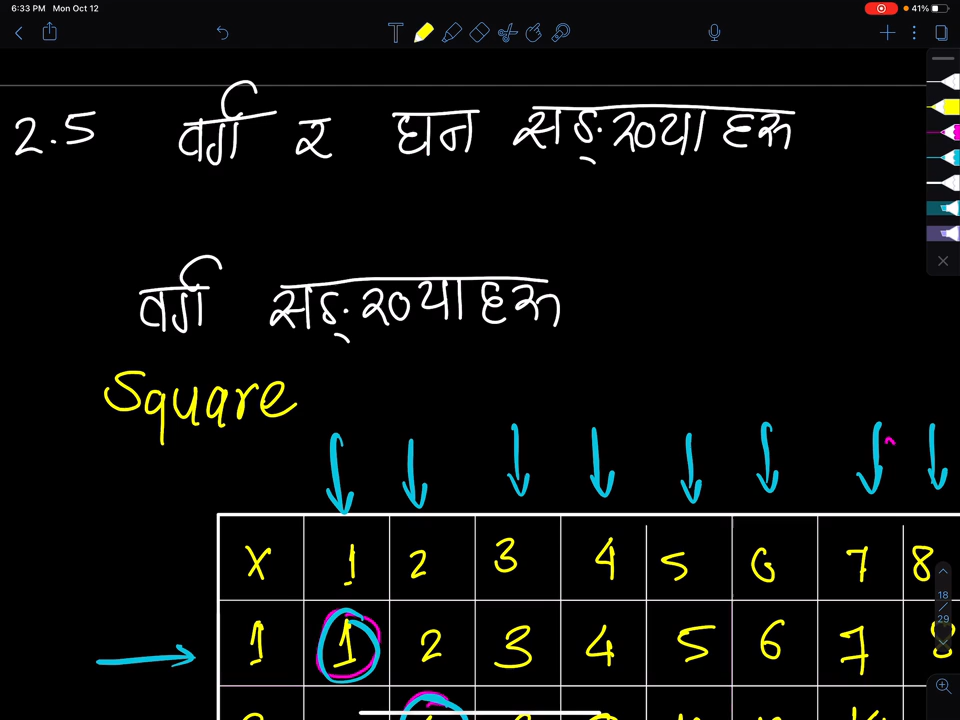 6:33 PM Mon Oct 12 41%
2.5 वर्ग र घन सङ्ख्याहरू
वर्ग सङ्ख्याहरू
Square
X 1 2 3 4 5 6 7 8
1 1 2 3 4 5 6 7 8
18
/
29